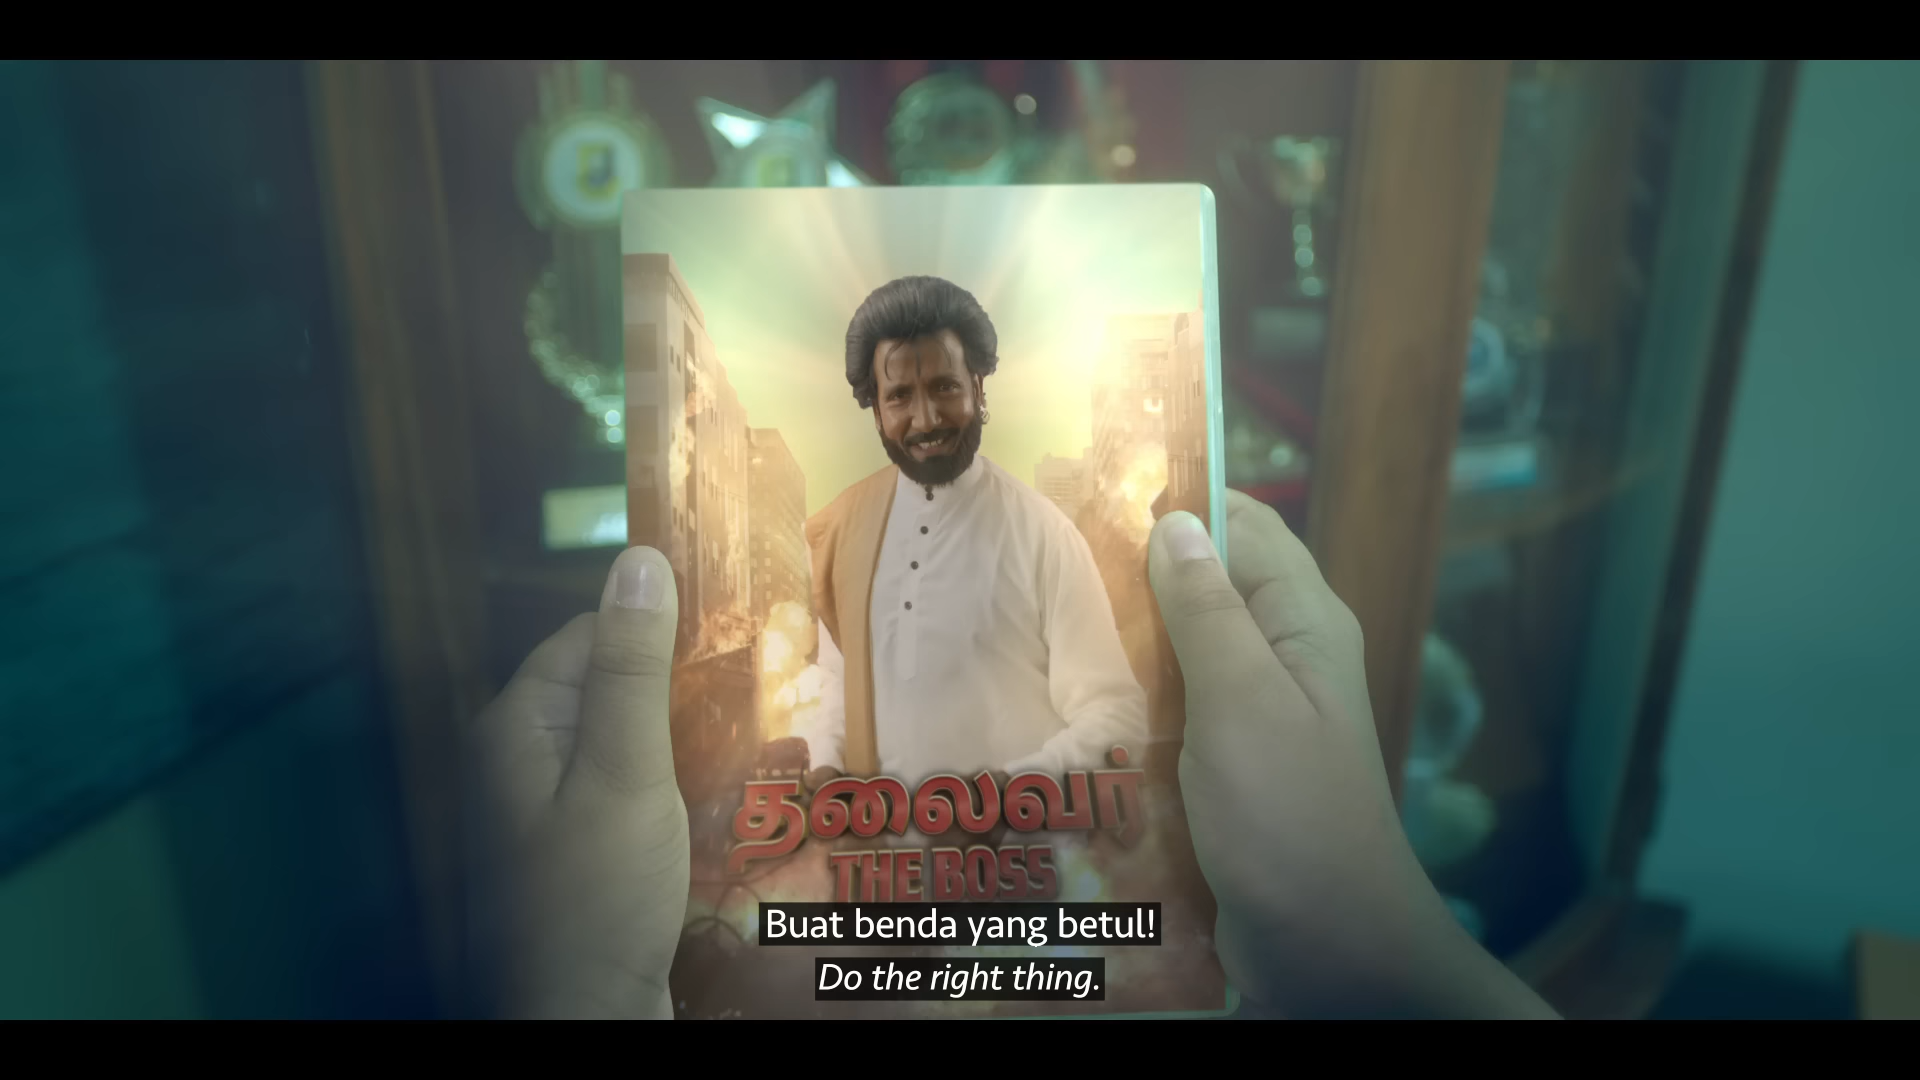 தலைவர்
THE BOSS
Buat benda yang betul!
Do the right thing.